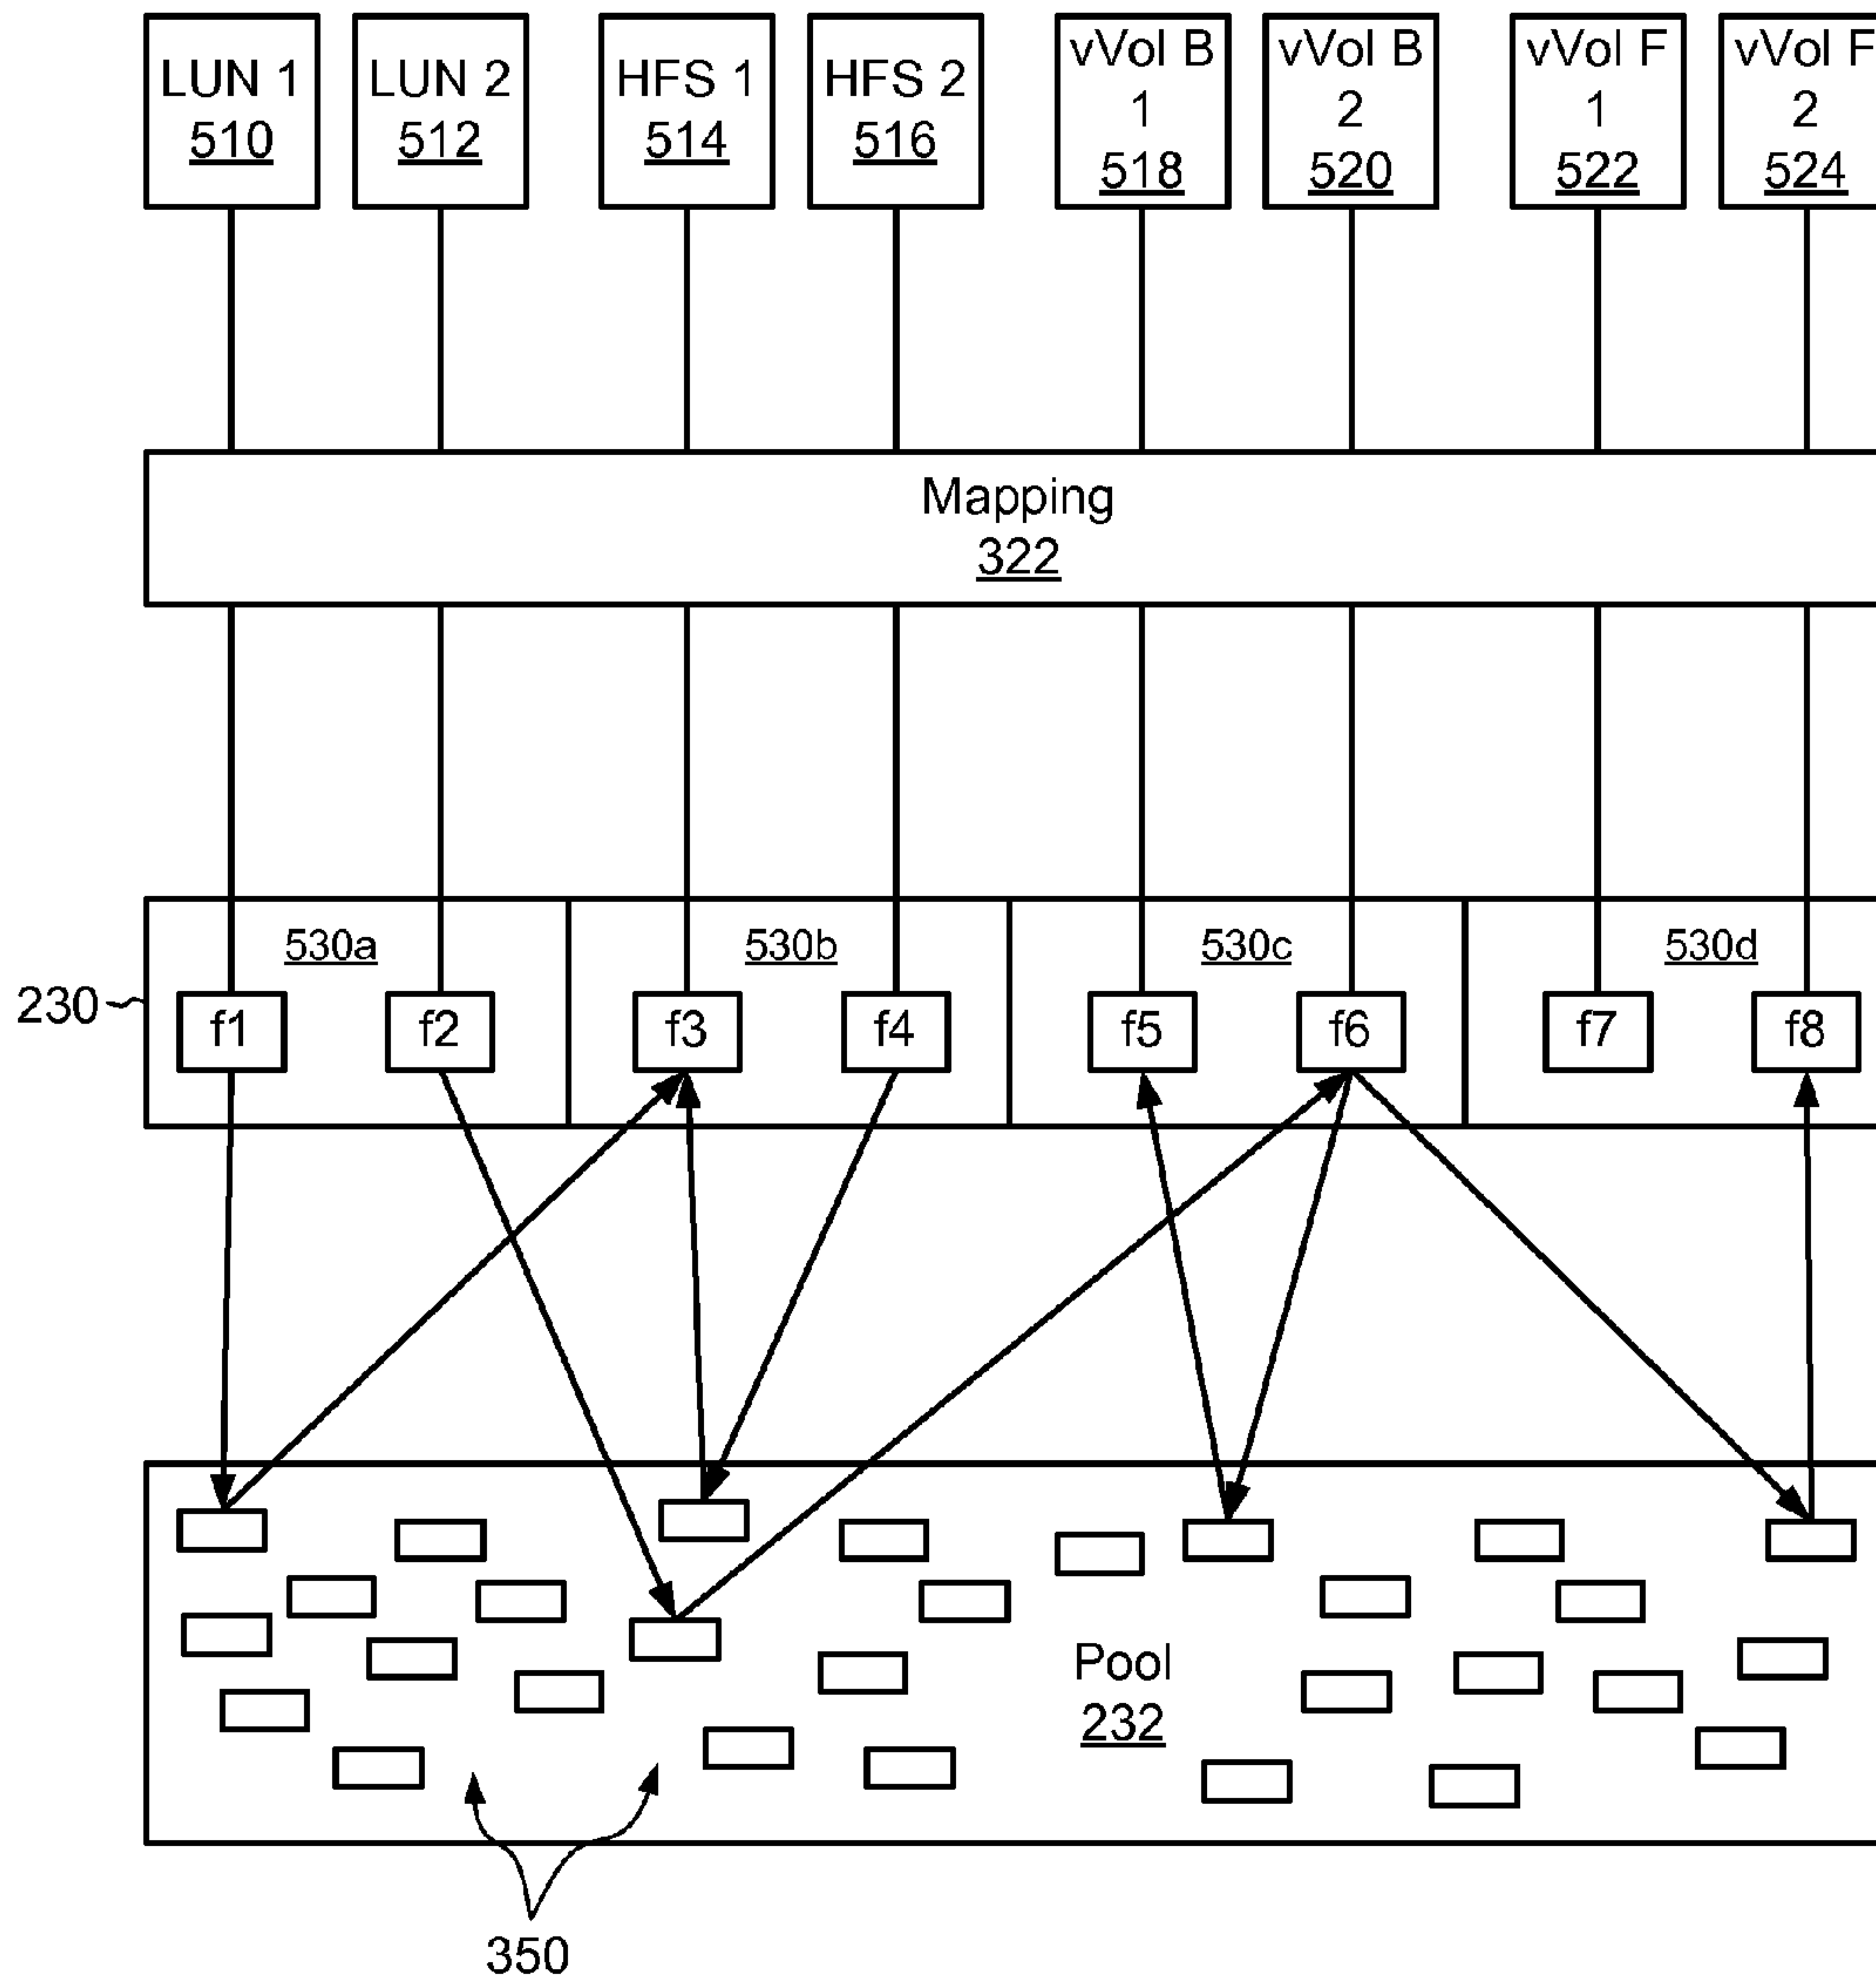 LUN 1
510
LUN 2
512
HFS 1
514
HFS 2
516
vVol B
1
518
vVol B
2
520
vVol F
1
522
vVol F
2
524
Mapping
322
530a
530b
530c
530d
230
f1
f2
f3
f4
f5
f6
f7
f8
Pool
232
350